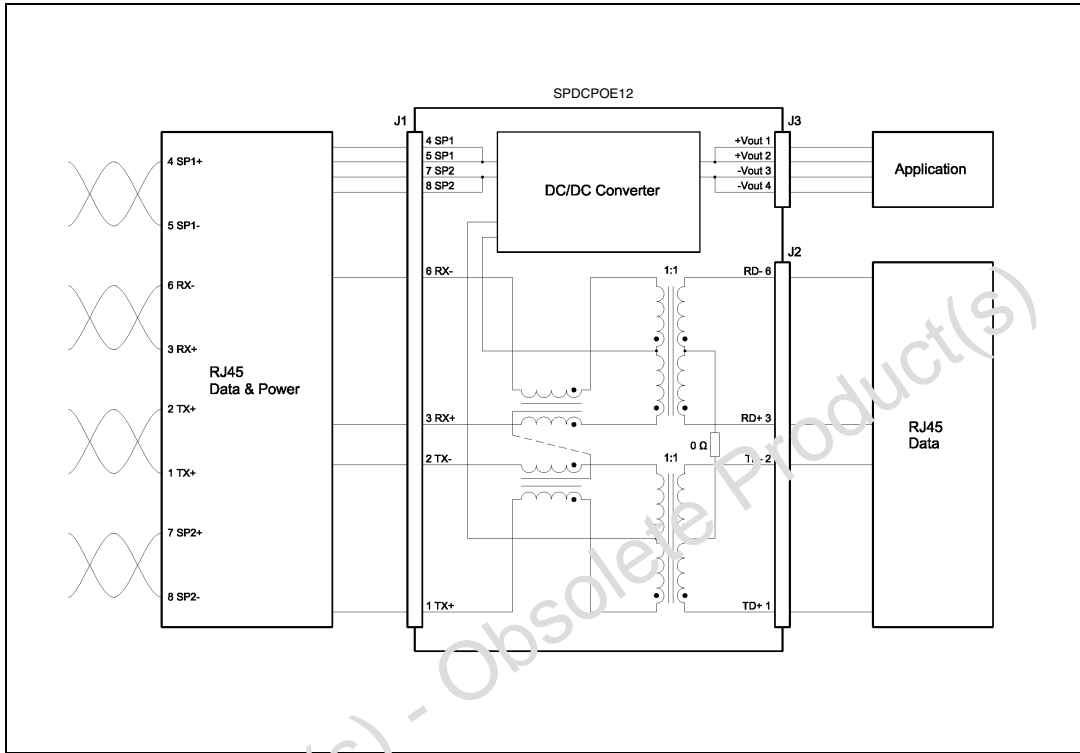 SPDCPOE12
J1
J3
4 SP1
5 SP1
7 SP2
8 SP2
+Vout 1
+Vout 2
-Vout 3
-Vout 4
DC/DC Converter
Application
4 SP1+
5 SP1-
6 RX-
3 RX+
2 TX+
1 TX+
7 SP2+
8 SP2-
RJ45
Data & Power
J2
6 RX-
3 RX+
2 TX-
1 TX+
1:1
1:1
0 Ω
RD- 6
RD+ 3
- 2
TD+ 1
RJ45
Data
(s) - Obsolete Product(s)